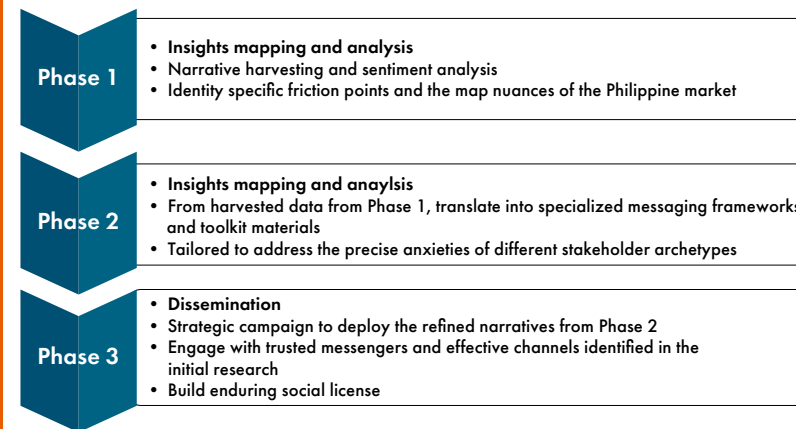 Phase 1
• Insights mapping and analysis
• Narrative harvesting and sentiment analysis
• Identity specific friction points and the map nuances of the Philippine market
Phase 2
• Insights mapping and anaylsis
• From harvested data from Phase 1, translate into specialized messaging frameworks
and toolkit materials
• Tailored to address the precise anxieties of different stakeholder archetypes
Phase 3
• Dissemination
• Strategic campaign to deploy the refined narratives from Phase 2
• Engage with trusted messengers and effective channels identified in the
initial research
• Build enduring social license